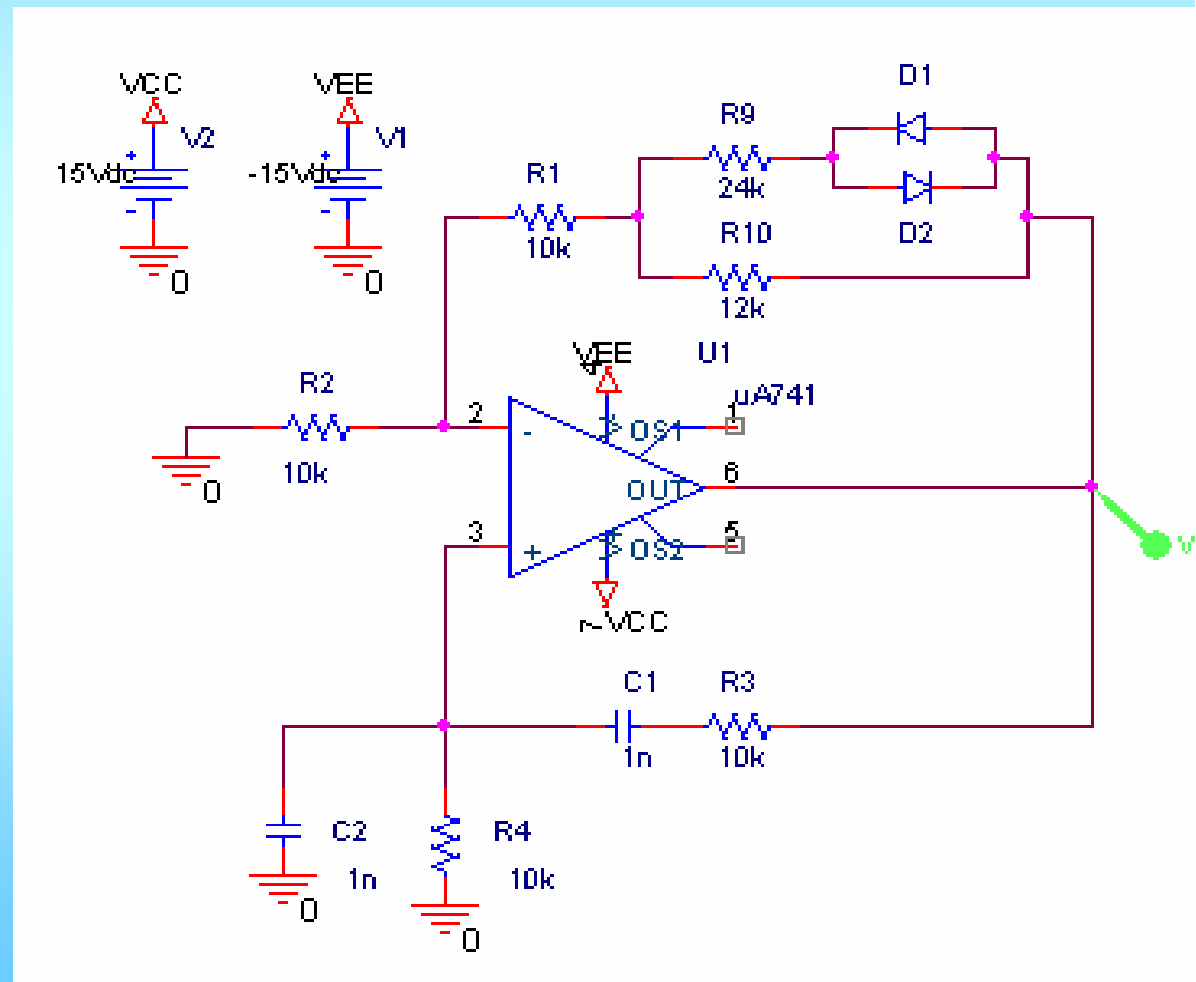 VCC
V2
15Vdc
+
-
0
VEE
V1
-15Vdc
+
-
0
D1
R9
24k
R1
10k
D2
R10
12k
R2
10k
0
VEE
U1
uA741
2
-
1
OS1
6
OUT
3
+
5
OS2
VCC
V
C1
1n
R3
10k
C2
1n
0
R4
10k
0